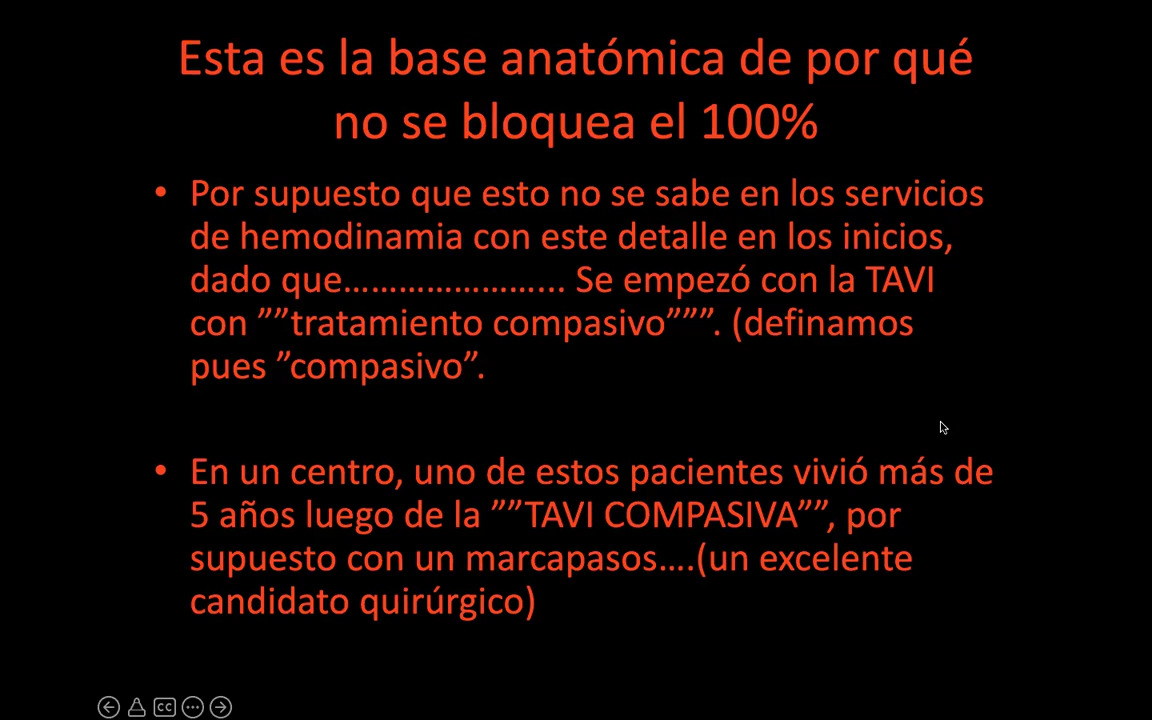 Esta es la base anatómica de por qué
no se bloquea el 100%
• Por supuesto que esto no se sabe en los servicios
de hemodinamia con este detalle en los inicios,
dado que…………………... Se empezó con la TAVI
con ””tratamiento compasivo”””. (definamos
pues ”compasivo”.
• En un centro, uno de estos pacientes vivió más de
5 años luego de la ””TAVI COMPASIVA””, por
supuesto con un marcapasos….(un excelente
candidato quirúrgico)
CC